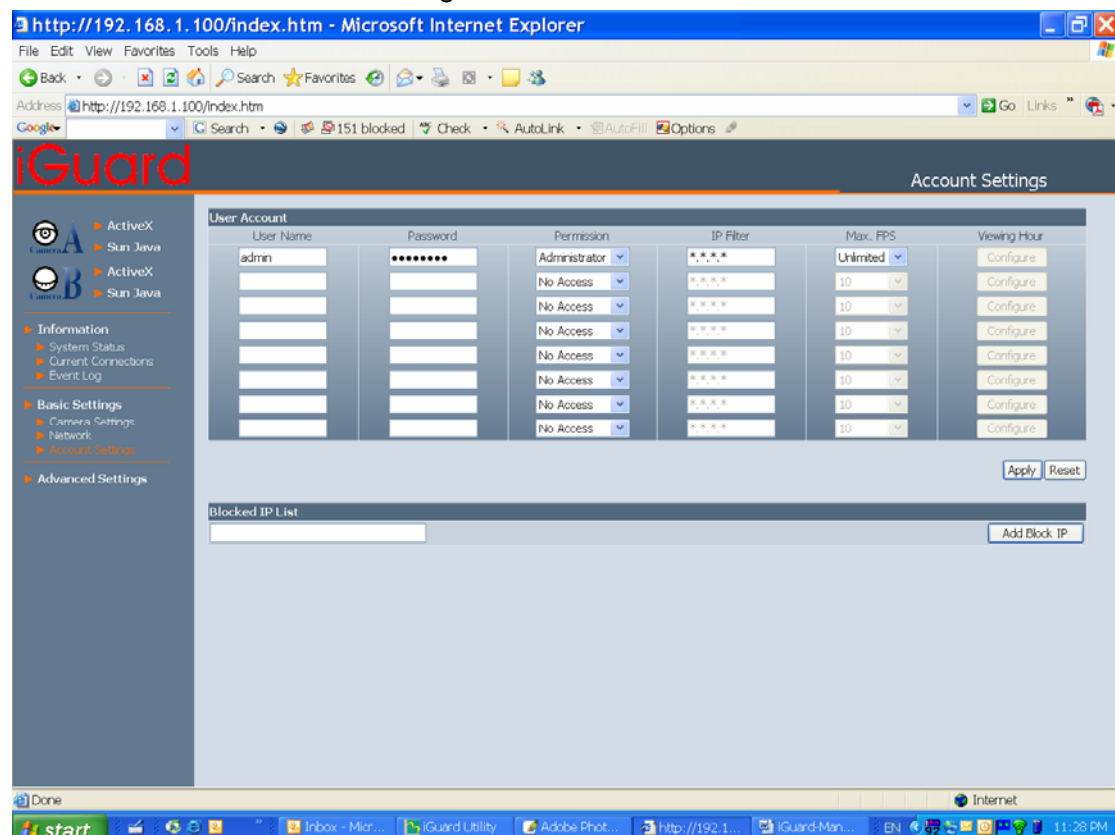 http://192.168.1.100/index.htm - Microsoft Internet Explorer
File Edit View Favorites Tools Help
Back Search Favorites
Address http://192.168.1.100/index.htm Go Links »
Google Search 151 blocked Check AutoLink AutoFill Options
iGuard
Account Settings
Camera A
ActiveX
Sun Java
Camera B
ActiveX
Sun Java
Information
System Status
Current Connections
Event Log
Basic Settings
Camera Settings
Network
Account Settings
Advanced Settings
User Account
User Name Password Permission IP Filter Max. FPS Viewing Hour
admin •••••••• Administrator *.*.*.* Unlimited Configure
No Access *.*.*.* 10 Configure
No Access *.*.*.* 10 Configure
No Access *.*.*.* 10 Configure
No Access *.*.*.* 10 Configure
No Access *.*.*.* 10 Configure
No Access *.*.*.* 10 Configure
No Access *.*.*.* 10 Configure
Apply Reset
Blocked IP List
Add Block IP
Done Internet
start » Inbox - Micr... iGuard Utility Adobe Phot... http://192.1... iGuard-Man... EN 11:28 PM